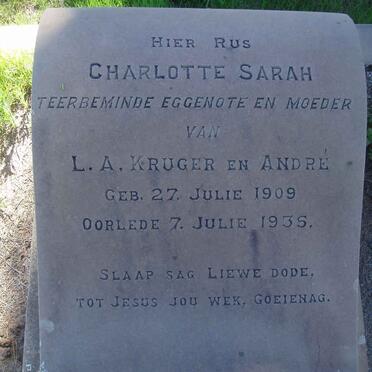 Hier Rus
Charlotte Sarah
teerbeminde eggenote en moeder
van
L. A. Kruger en André
Geb. 27. Julie 1909
Oorlede 7. Julie 1935.
Slaap sag Liewe dode,
tot Jesus jou wek, Goeienag.